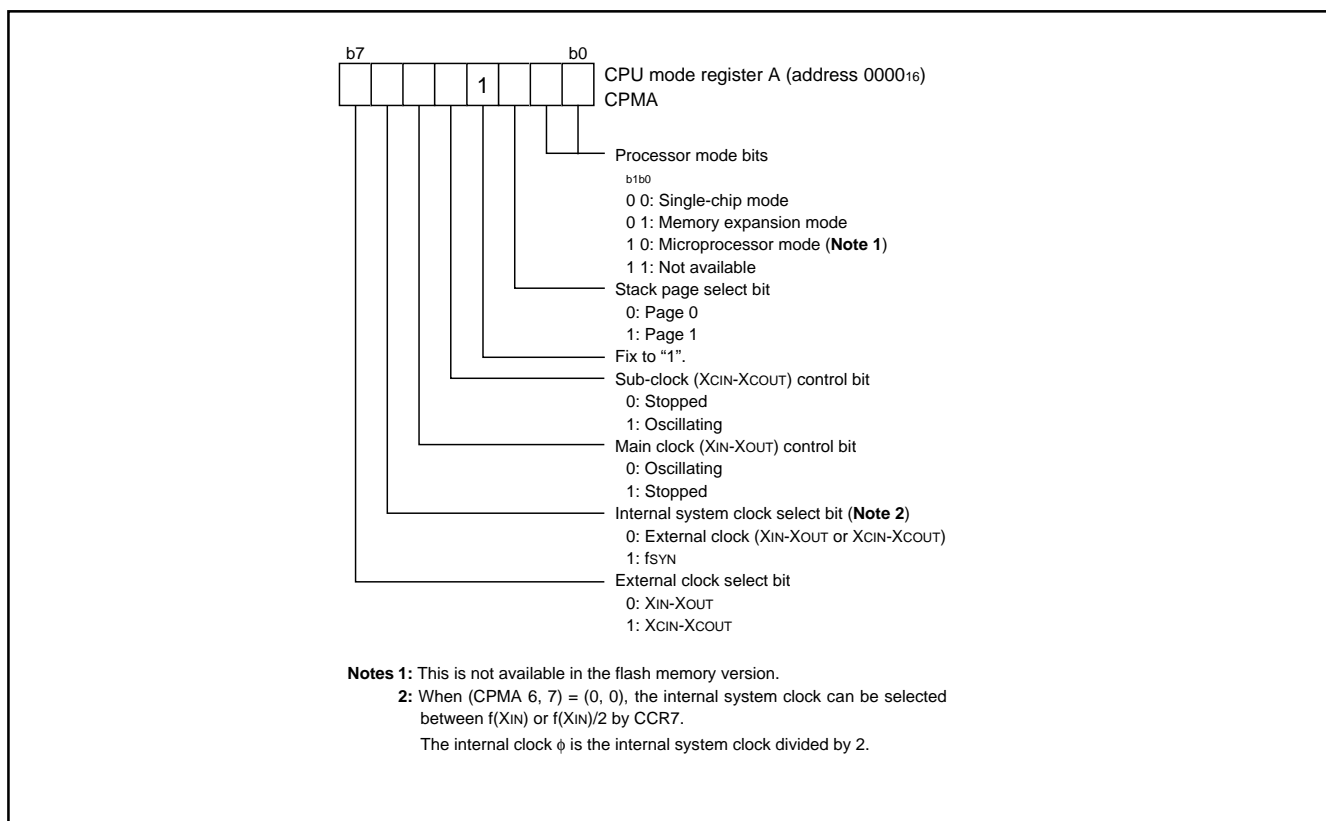 b7 b0
1
CPU mode register A (address 0000₁₆)
CPMA
Processor mode bits
b1b0
0 0: Single-chip mode
0 1: Memory expansion mode
1 0: Microprocessor mode (Note 1)
1 1: Not available
Stack page select bit
0: Page 0
1: Page 1
Fix to “1”.
Sub-clock (XCIN-XCOUT) control bit
0: Stopped
1: Oscillating
Main clock (XIN-XOUT) control bit
0: Oscillating
1: Stopped
Internal system clock select bit (Note 2)
0: External clock (XIN-XOUT or XCIN-XCOUT)
1: fSYN
External clock select bit
0: XIN-XOUT
1: XCIN-XCOUT
Notes 1: This is not available in the flash memory version.
2: When (CPMA 6, 7) = (0, 0), the internal system clock can be selected
between f(XIN) or f(XIN)/2 by CCR7.
The internal clock ϕ is the internal system clock divided by 2.